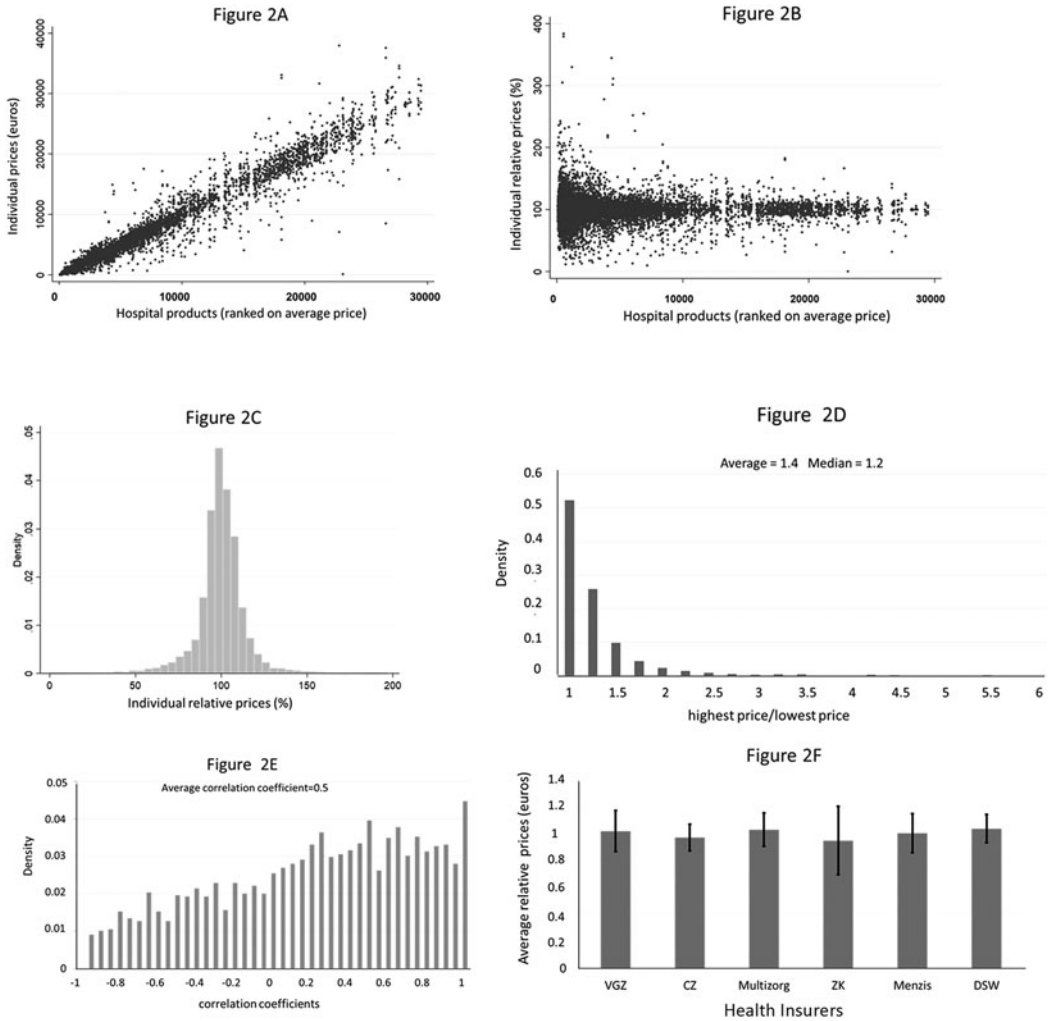 Figure 2A
Individual prices (euros)
40000
30000
20000
10000
0
0 10000 20000 30000
Hospital products (ranked on average price)
Figure 2B
Individual relative prices (%)
400
300
200
100
0
0 10000 20000 30000
Hospital products (ranked on average price)
Figure 2C
Density
.05
.04
.03
.02
.01
0
0 50 100 150 200
Individual relative prices (%)
Figure 2D
Average = 1.4 Median = 1.2
Density
0.6
0.5
0.4
0.3
0.2
0.1
0
1 1.5 2 2.5 3 3.5 4 4.5 5 5.5 6
highest price/lowest price
Figure 2E
Average correlation coefficient=0.5
Density
0.05
0.04
0.03
0.02
0.01
0
-1 -0.8 -0.6 -0.4 -0.2 0 0.2 0.4 0.6 0.8 1
correlation coefficients
Figure 2F
Average relative prices (euros)
1.4
1.2
1
0.8
0.6
0.4
0.2
0
VGZ CZ Multizorg ZK Menzis DSW
Health Insurers